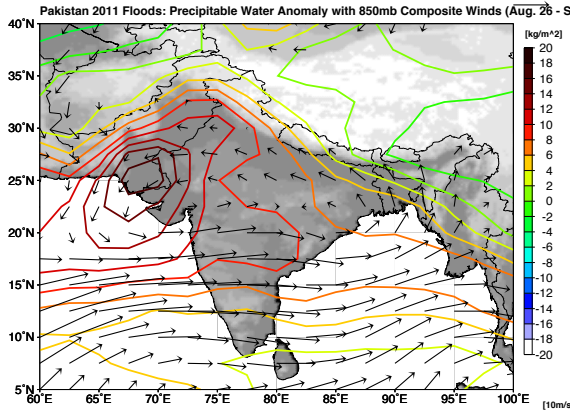 Pakistan 2011 Floods: Precipitable Water Anomaly with 850mb Composite Winds (Aug. 26 - S
[kg/m^2]
40°N
35°N
30°N
25°N
20°N
15°N
10°N
5°N
60°E 65°E 70°E 75°E 80°E 85°E 90°E 95°E 100°E
20
18
16
14
12
10
8
6
4
2
0
-2
-4
-6
-8
-10
-12
-14
-16
-18
-20
[10m/s